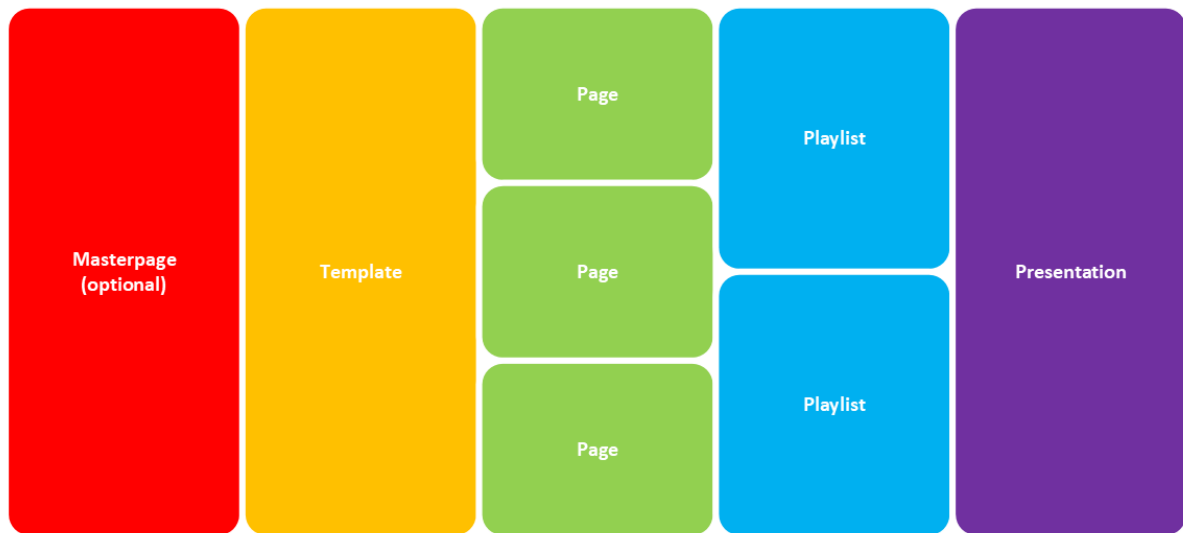 Masterpage
(optional)
Template
Page
Page
Page
Playlist
Playlist
Presentation